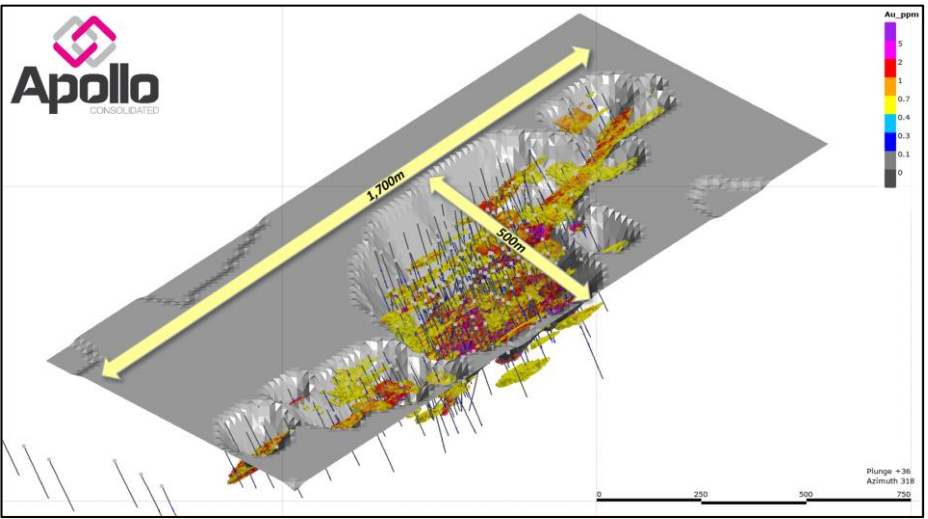 Apollo
CONSOLIDATED
1,700m
500m
Au_ppm
5
2
1
0.7
0.4
0.3
0.1
0
Plunge +36
Azimuth 318
0 250 500 750